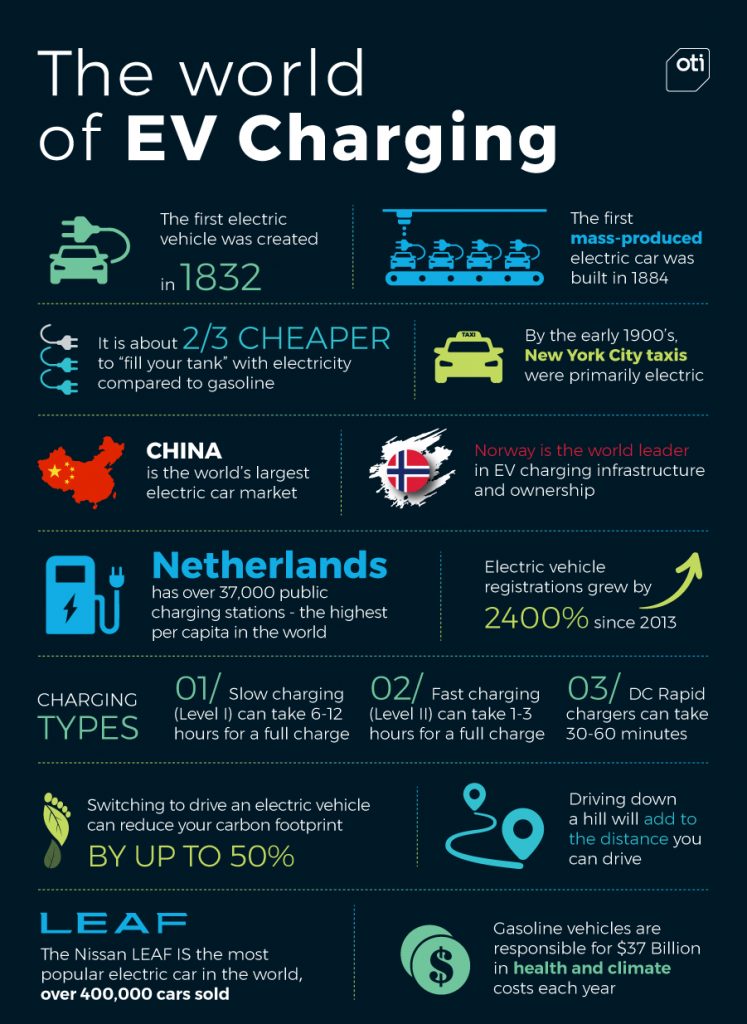 The world
of EV Charging
oti
The first electric
vehicle was created
in 1832
The first
mass-produced
electric car was
built in 1884
It is about 2/3 CHEAPER
to “fill your tank” with electricity
compared to gasoline
TAXI
By the early 1900’s,
New York City taxis
were primarily electric
CHINA
is the world’s largest
electric car market
Norway is the world leader
in EV charging infrastructure
and ownership
Netherlands
has over 37,000 public
charging stations - the highest
per capita in the world
Electric vehicle
registrations grew by
2400% since 2013
CHARGING
TYPES
01/ Slow charging
(Level I) can take 6-12
hours for a full charge
02/ Fast charging
(Level II) can take 1-3
hours for a full charge
03/ DC Rapid
chargers can take
30-60 minutes
Switching to drive an electric vehicle
can reduce your carbon footprint
BY UP TO 50%
Driving down
a hill will add to
the distance you
can drive
LEAF
The Nissan LEAF IS the most
popular electric car in the world,
over 400,000 cars sold
$
Gasoline vehicles are
responsible for $37 Billion
in health and climate
costs each year